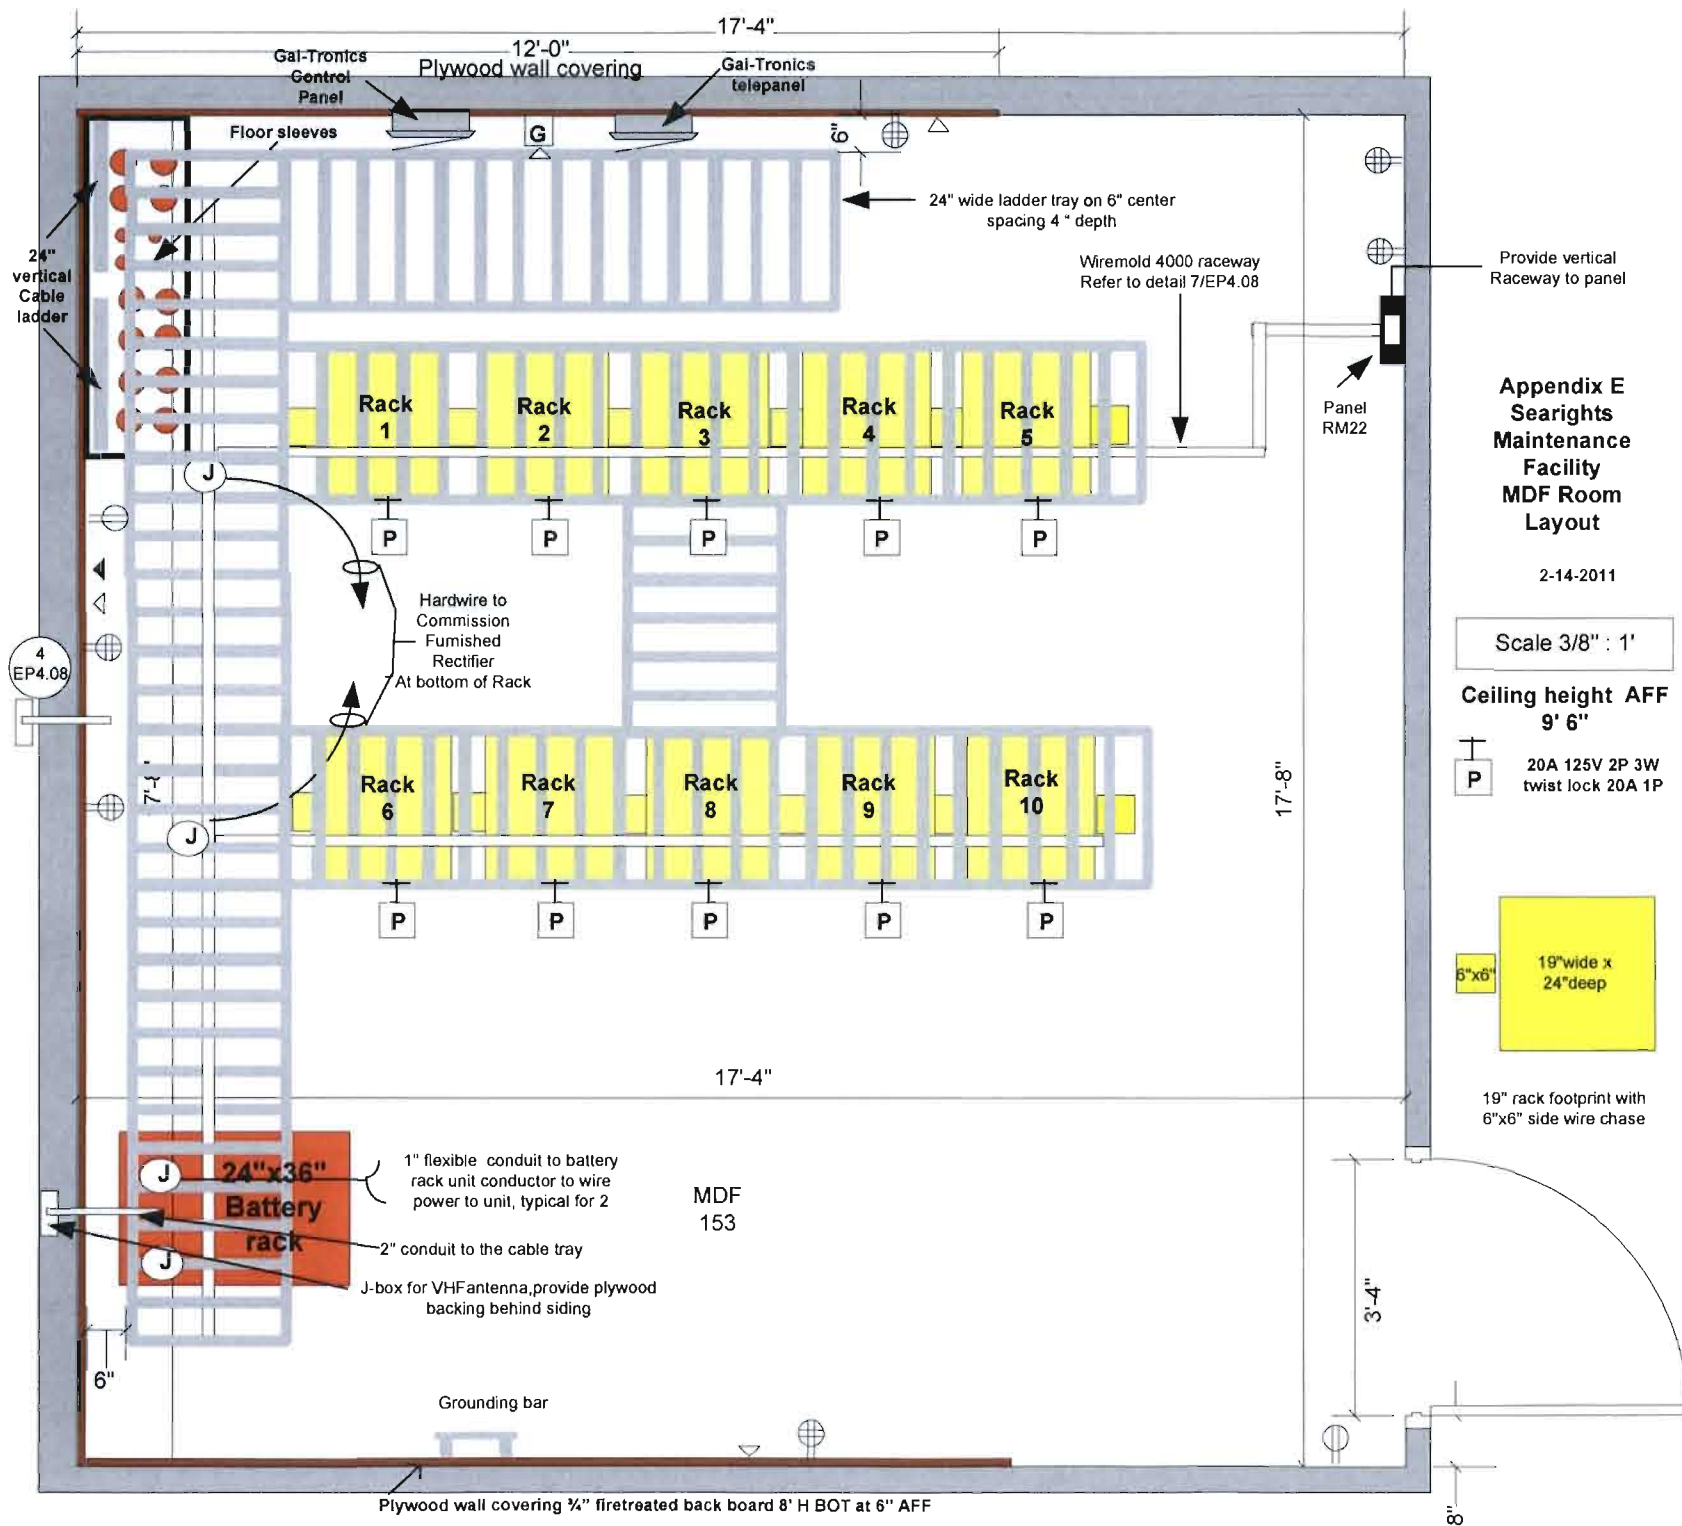 17'-4"
12'-0"
Plywood wall covering
Gai-Tronics
Control
Panel
Gai-Tronics
telepanel
Floor sleeves
G
6"
24" wide ladder tray on 6" center
spacing 4 " depth
24"
vertical
Cable
ladder
Wiremold 4000 raceway
Refer to detail 7/EP4.08
Provide vertical
Raceway to panel
Panel
RM22
Appendix E
Searights
Maintenance
Facility
MDF Room
Layout
2-14-2011
Scale 3/8" : 1'
Ceiling height AFF
9' 6"
P
20A 125V 2P 3W
twist lock 20A 1P
Rack
1
Rack
2
Rack
3
Rack
4
Rack
5
J
P
P
P
P
P
Hardwire to
Commission
Furnished
Rectifier
At bottom of Rack
4
EP4.08
7'-8"
17'-8"
Rack
6
Rack
7
Rack
8
Rack
9
Rack
10
J
P
P
P
P
P
6"x6"
19"wide x
24"deep
19" rack footprint with
6"x6" side wire chase
17'-4"
J
24"x36"
Battery
rack
J
1" flexible conduit to battery
rack unit conductor to wire
power to unit, typical for 2
2" conduit to the cable tray
J-box for VHFantenna,provide plywood
backing behind siding
MDF
153
3'-4"
6"
Grounding bar
Plywood wall covering ¾" firetreated back board 8' H BOT at 6" AFF
8"